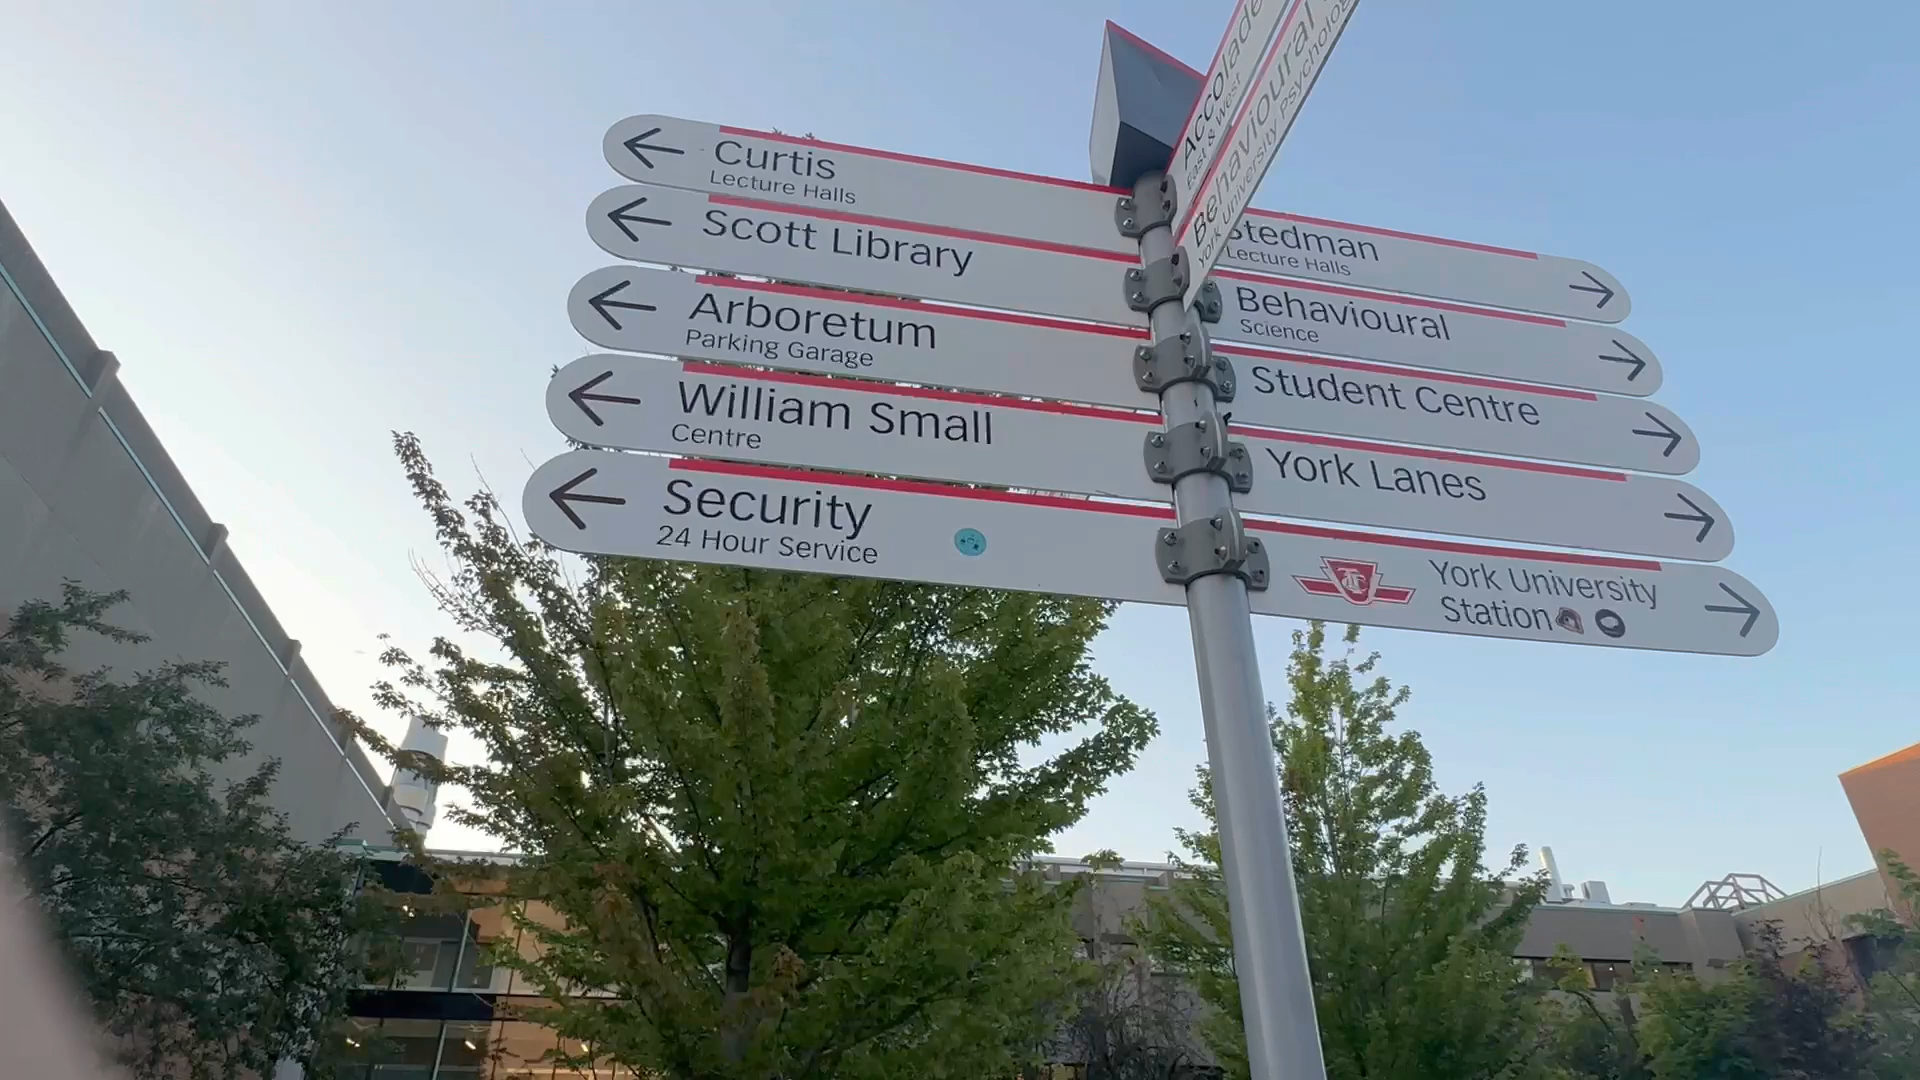 Curtis
Lecture Halls
Scott Library
Arboretum
Parking Garage
William Small
Centre
Security
24 Hour Service
Accolade
East & West
Behavioural
York University Psychology
Stedman
Lecture Halls
Behavioural
Science
Student Centre
York Lanes
TTC
York University
Station